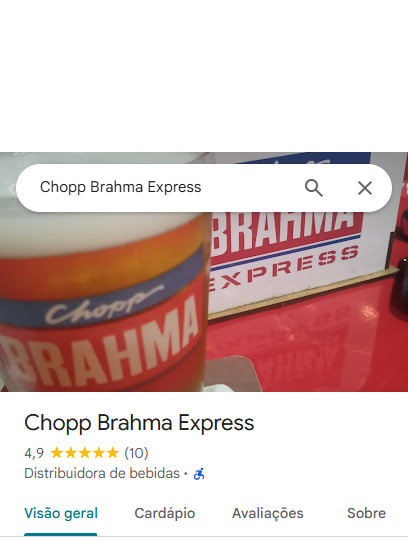 Chopp Brahma Express
BRAHMA
EXPRESS
Chopp
BRAHMA
Chopp Brahma Express
4,9 (10)
Distribuidora de bebidas ·
Visão geral Cardápio Avaliações Sobre